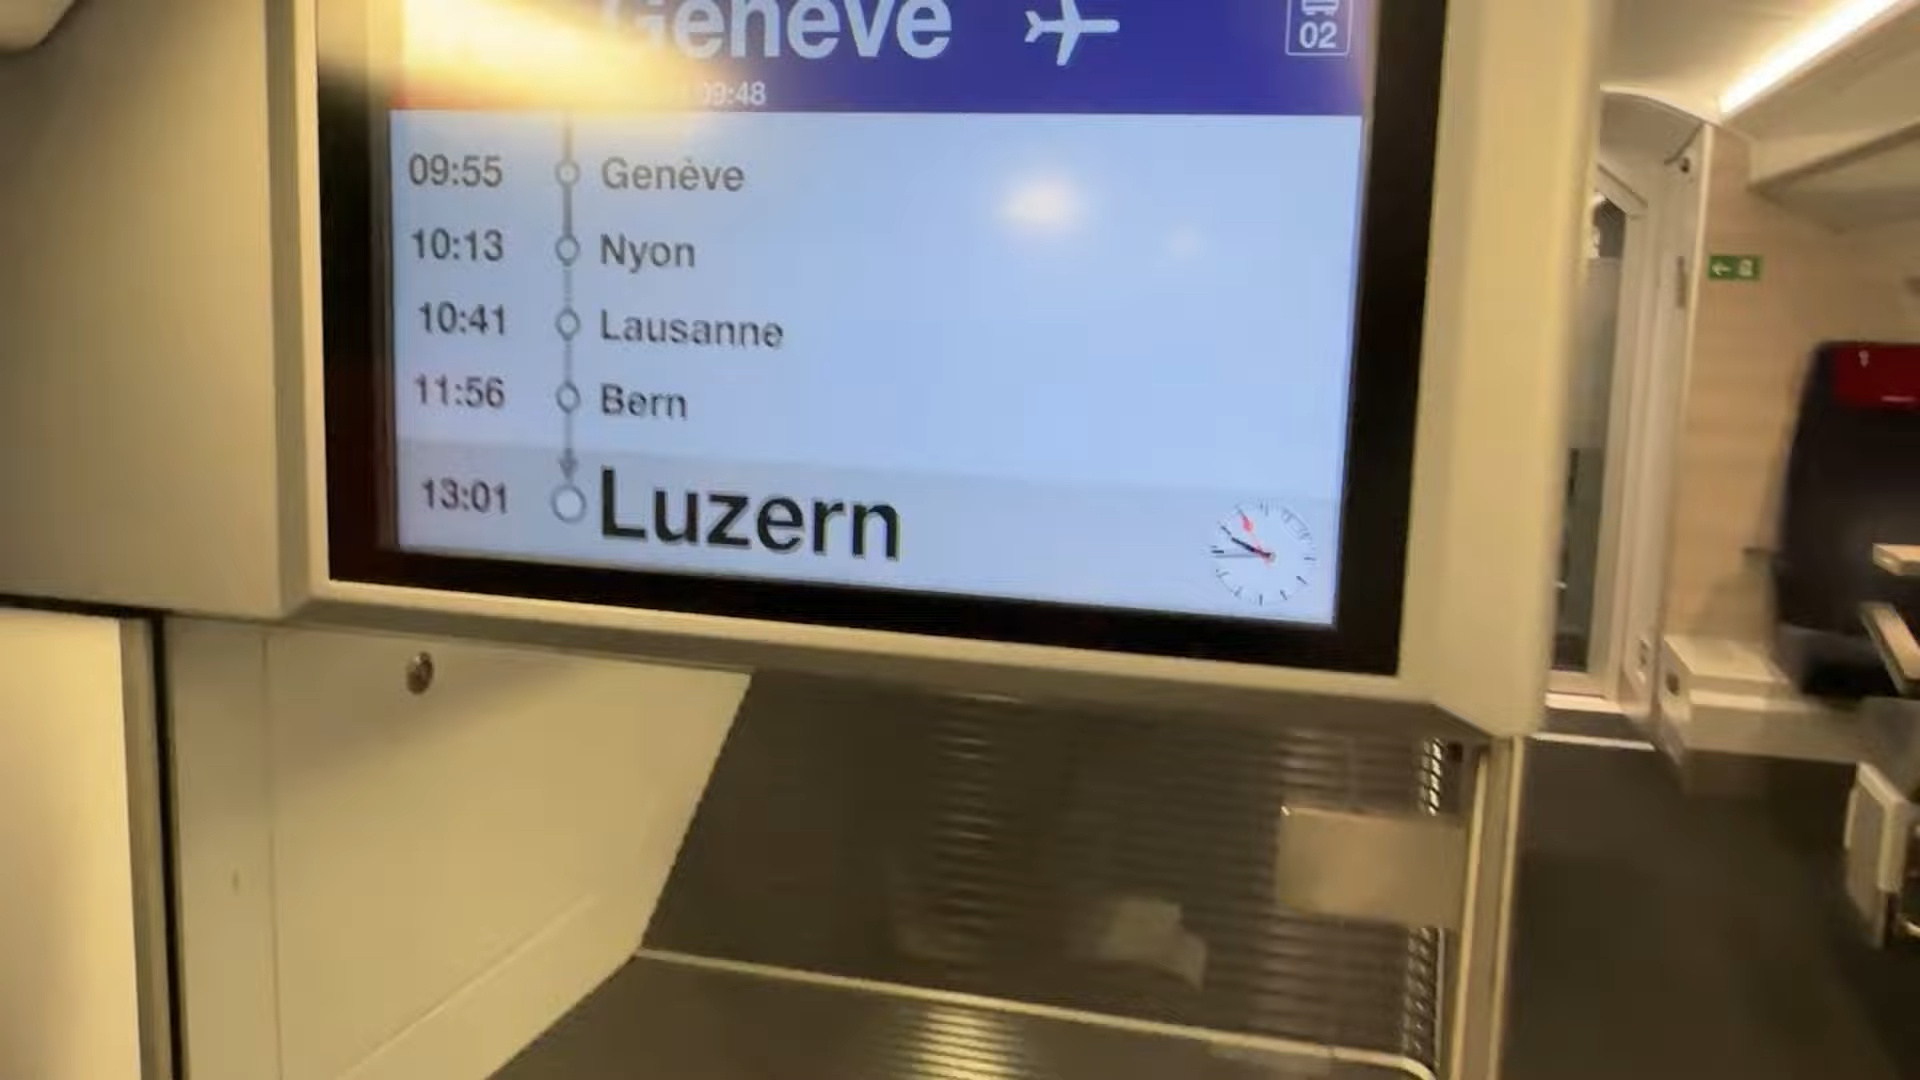 Genève
02
09:48
09:55 Genève
10:13 Nyon
10:41 Lausanne
11:56 Bern
13:01 Luzern
1